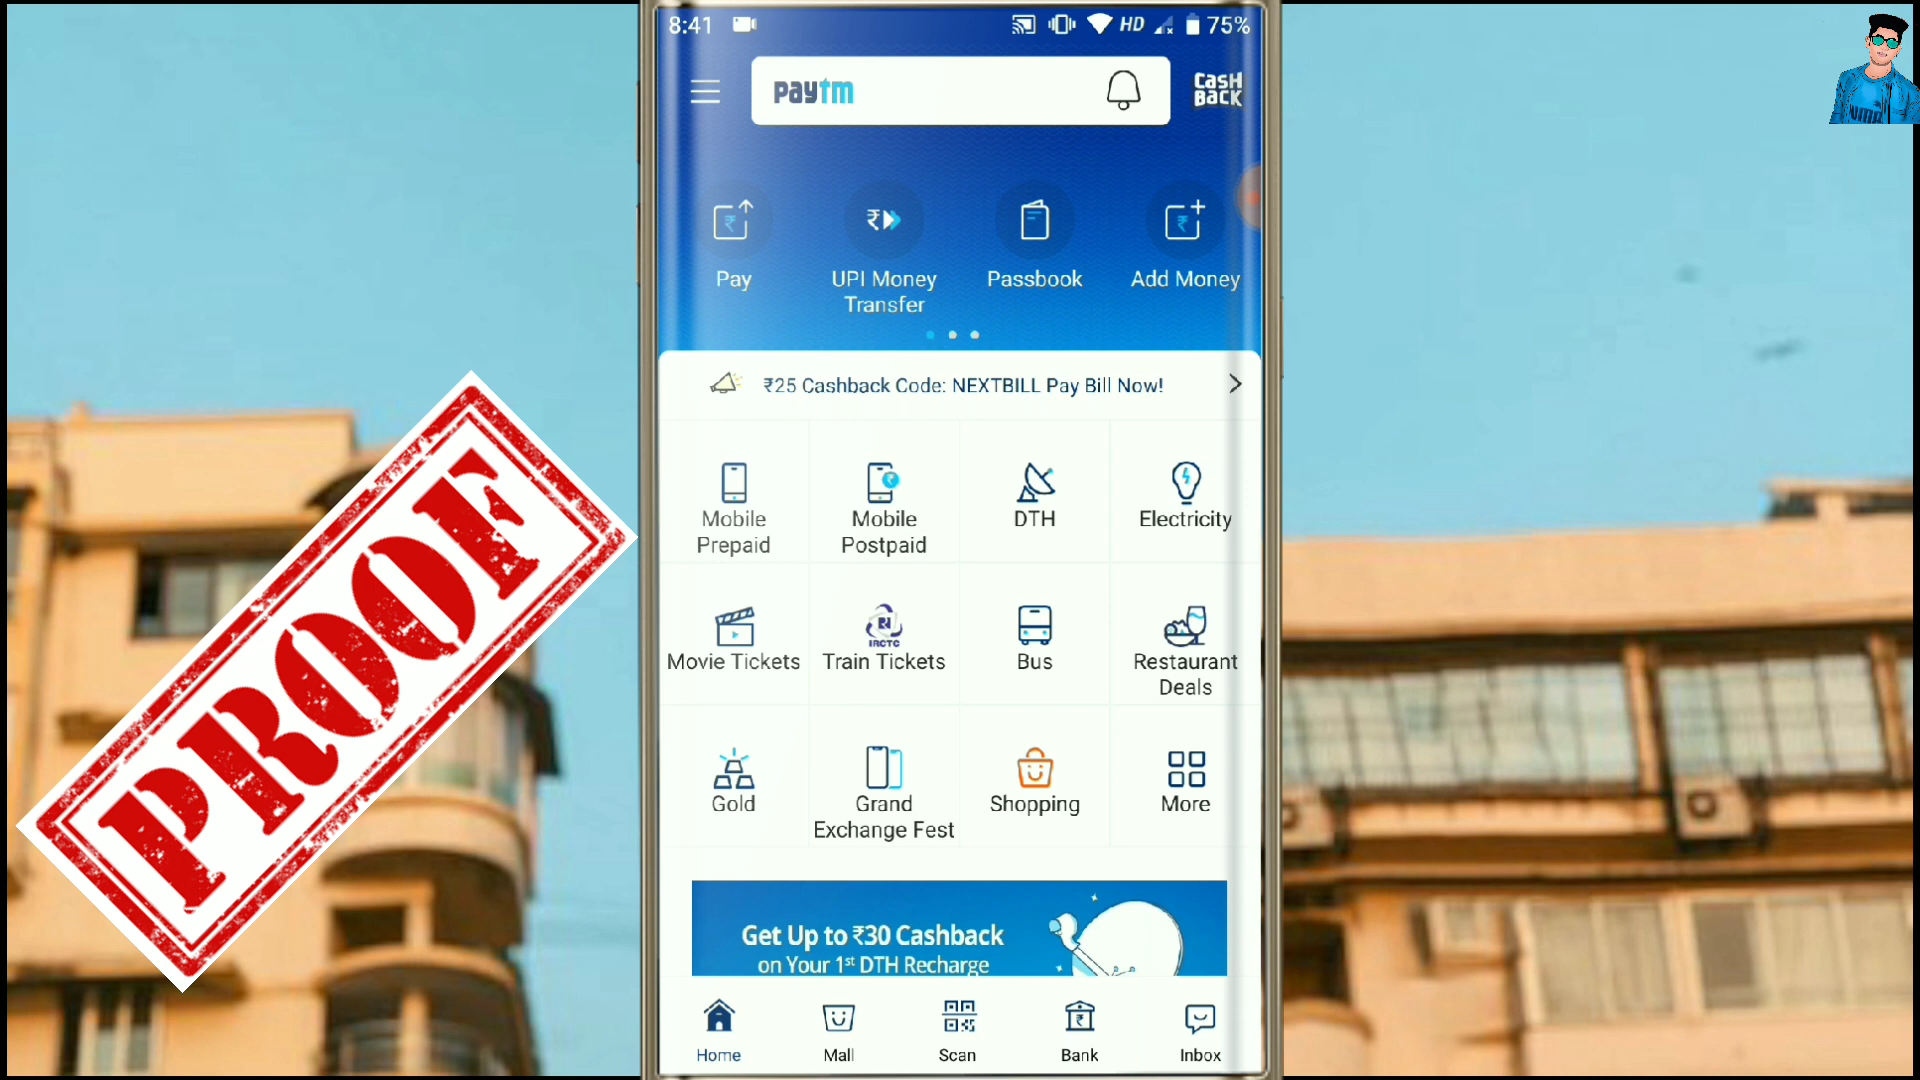 8:41
HD
75%
paytm
CASH
BACK
Pay
UPI Money
Transfer
Passbook
Add Money
₹25 Cashback Code: NEXTBILL Pay Bill Now!
Mobile
Prepaid
Mobile
Postpaid
DTH
Electricity
Movie Tickets
IRCTC
Train Tickets
Bus
Restaurant
Deals
Gold
Grand
Exchange Fest
Shopping
More
Get Up to ₹30 Cashback
on Your 1st DTH Recharge
Home
Mall
Scan
Bank
Inbox
PROOF